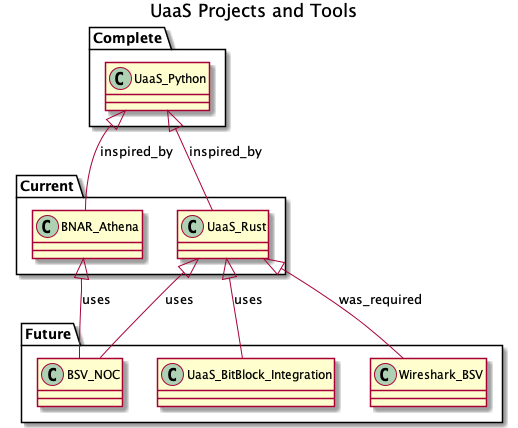 UaaS Projects and Tools
Complete
C UaaS_Python
inspired_by
inspired_by
Current
C BNAR_Athena
C UaaS_Rust
uses
uses
uses
was_required
Future
C BSV_NOC
C UaaS_BitBlock_Integration
C Wireshark_BSV